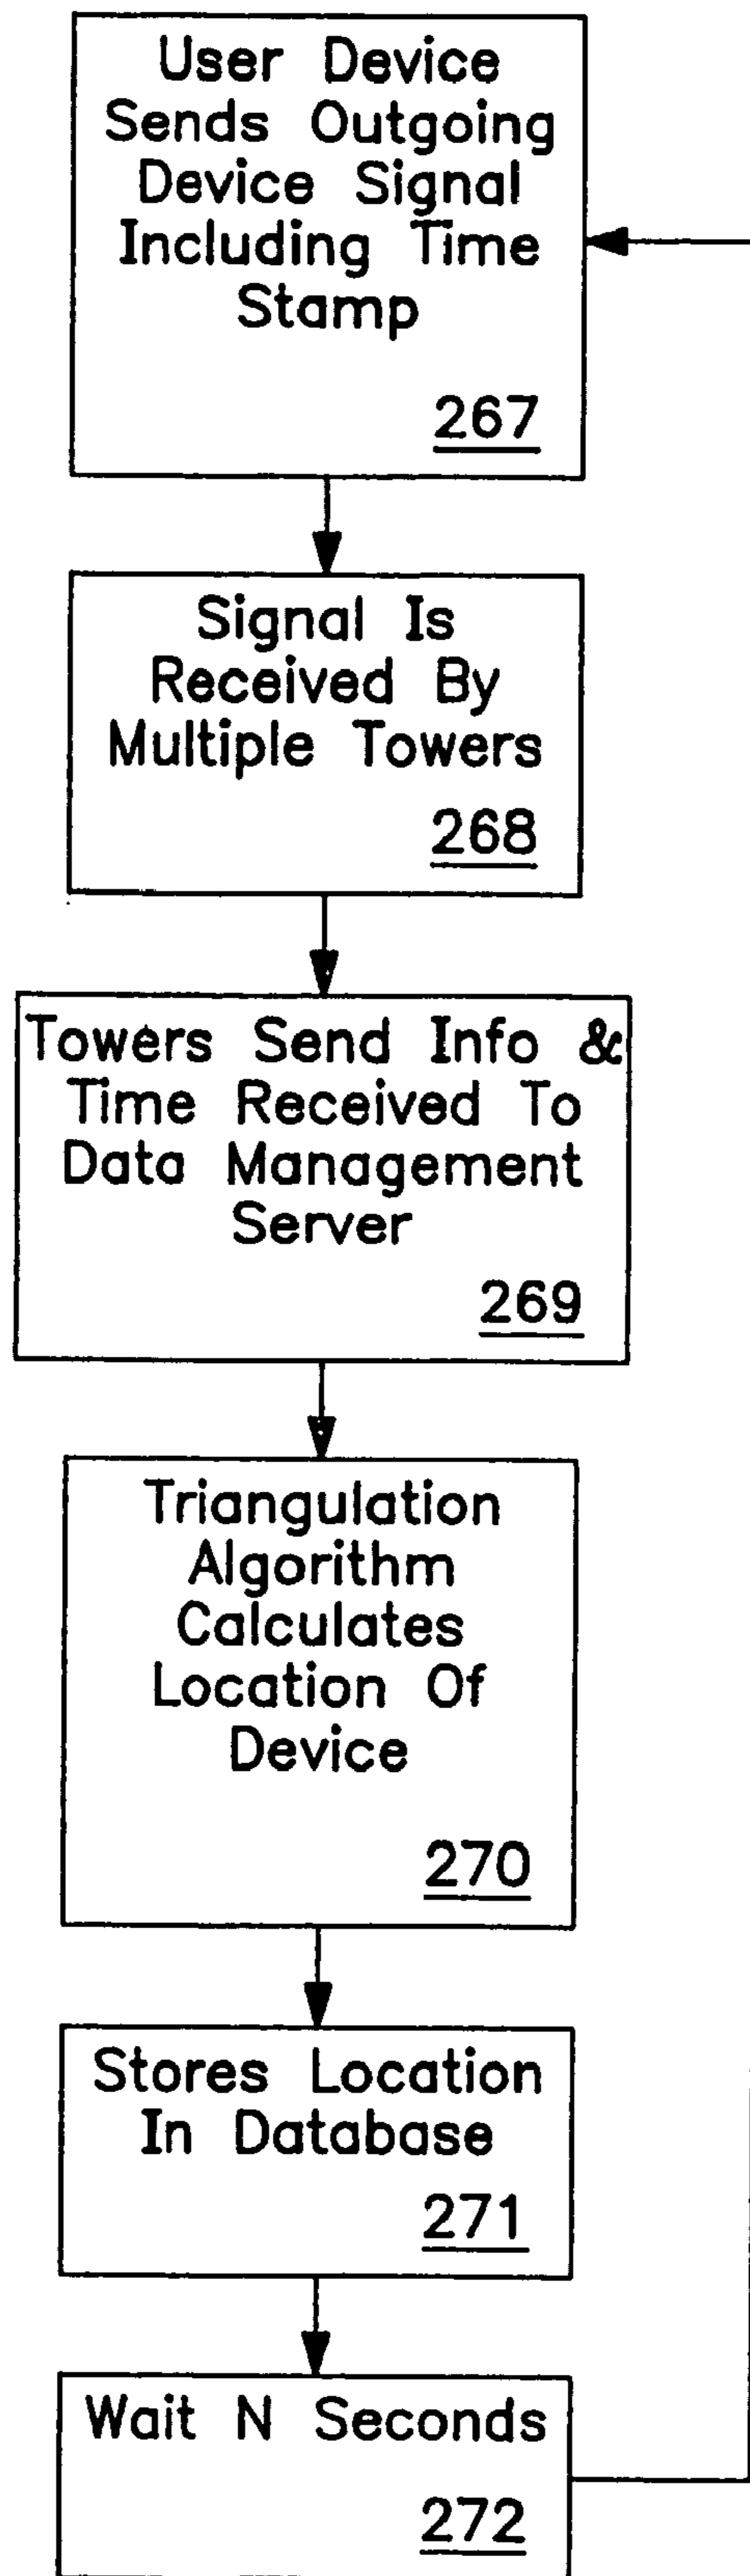 User Device
Sends Outgoing
Device Signal
Including Time
Stamp
267
Signal Is
Received By
Multiple Towers
268
Towers Send Info &
Time Received To
Data Management
Server
269
Triangulation
Algorithm
Calculates
Location Of
Device
270
Stores Location
In Database
271
Wait N Seconds
272